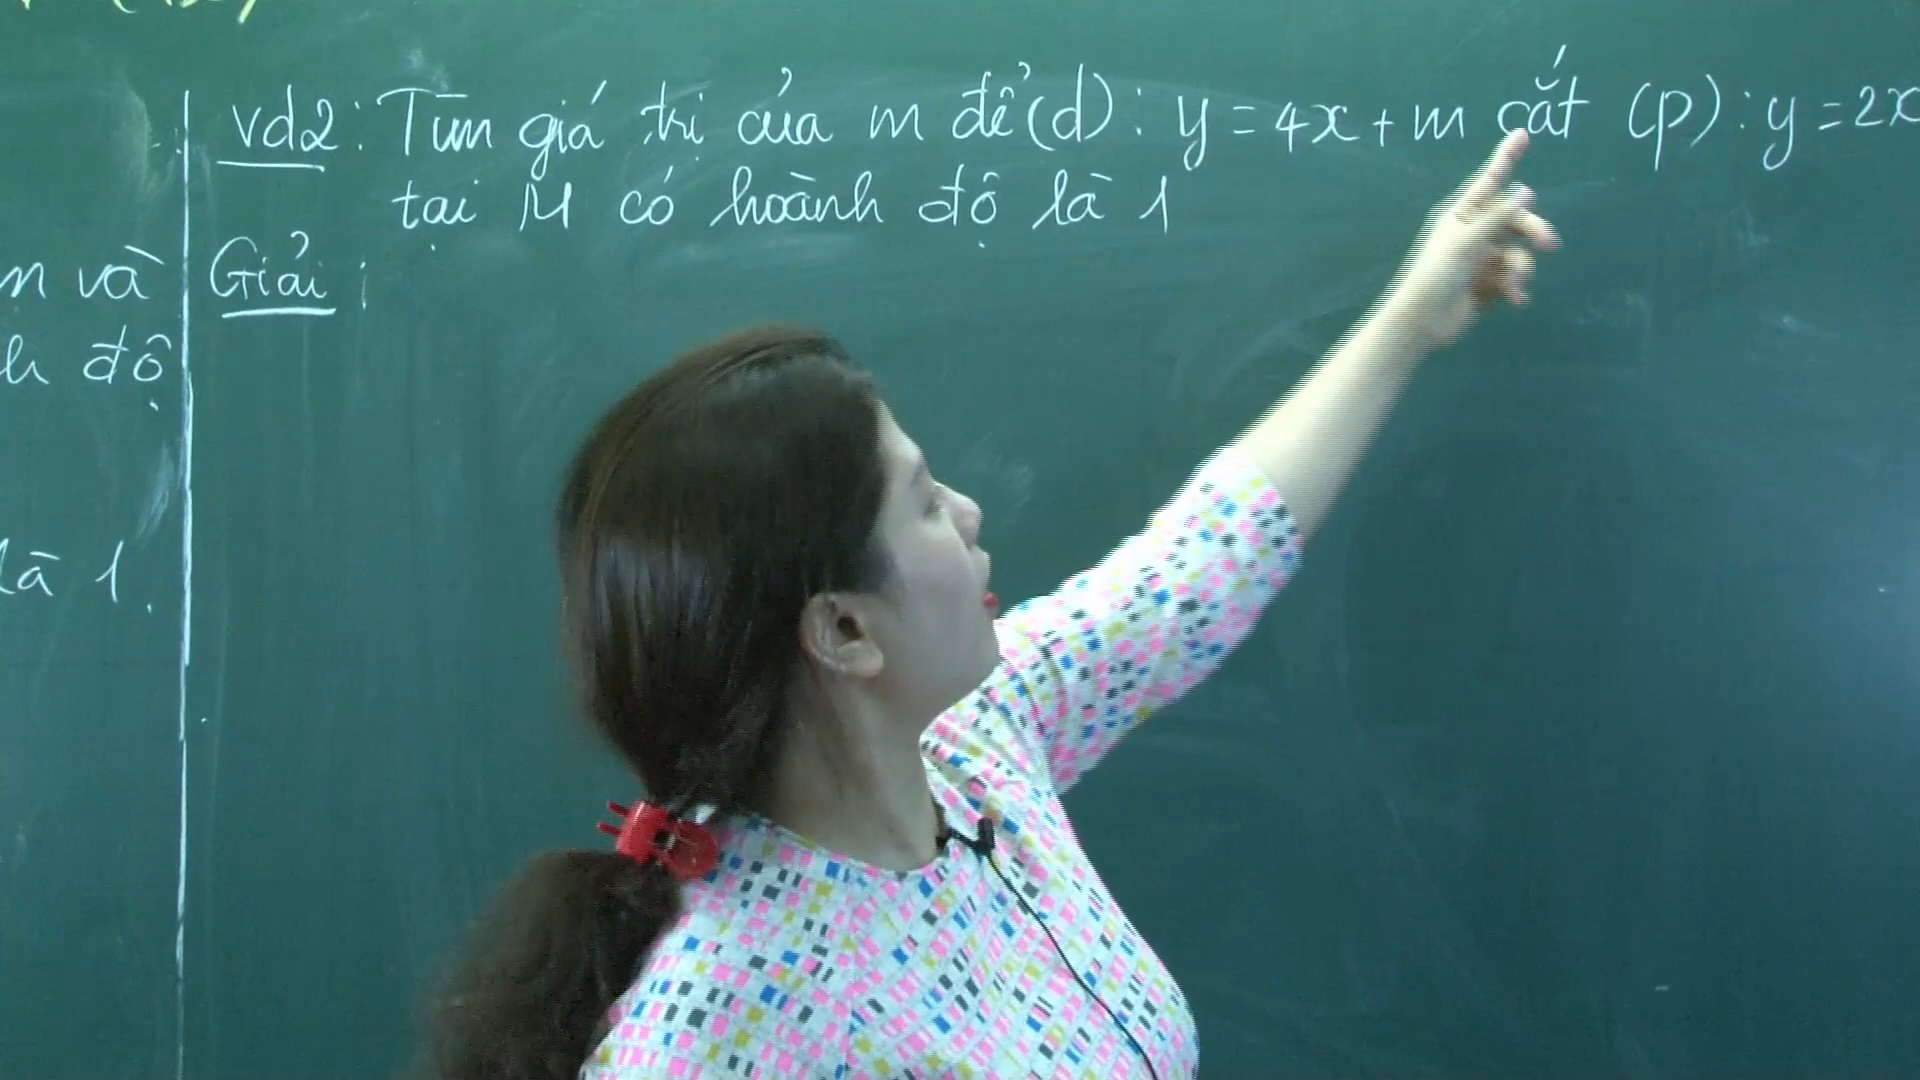 vd2: Tìm giá trị của m để (d): y = 4x + m cắt (p): y = 2x
tại M có hoành độ là 1
m và
Giải:
h độ
là 1.